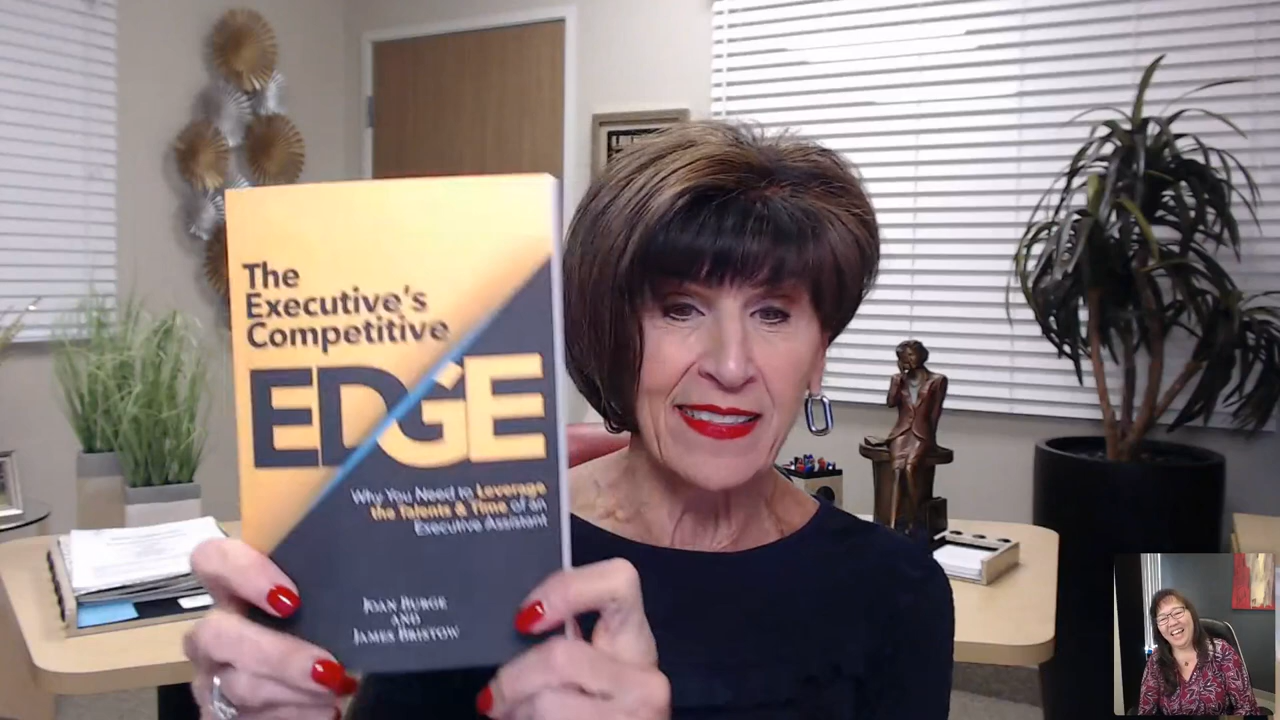 The
Executive's
Competitive
EDGE
Why You Need to Leverage
the Talents & Time of an
Executive Assistant
Joan Burge
and
James Bristow